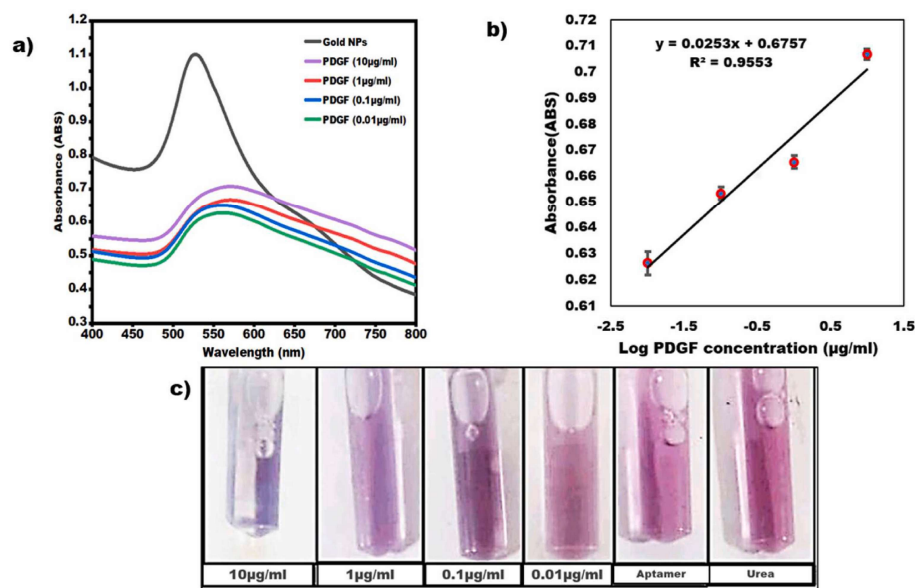 a)
1.2
1.1
1.0
0.9
0.8
0.7
0.6
0.5
0.4
0.3
Absorbance (ABS)
400 450 500 550 600 650 700 750 800
Wavelength (nm)
Gold NPs
PDGF (10µg/ml)
PDGF (1µg/ml)
PDGF (0.1µg/ml)
PDGF (0.01µg/ml)
b)
0.72
0.71
0.7
0.69
0.68
0.67
0.66
0.65
0.64
0.63
0.62
0.61
Absorbance(ABS)
y = 0.0253x + 0.6757
R² = 0.9553
-2.5 -1.5 -0.5 0.5 1.5
Log PDGF concentration (µg/ml)
c)
10µg/ml 1µg/ml 0.1µg/ml 0.01µg/ml Aptamer Urea